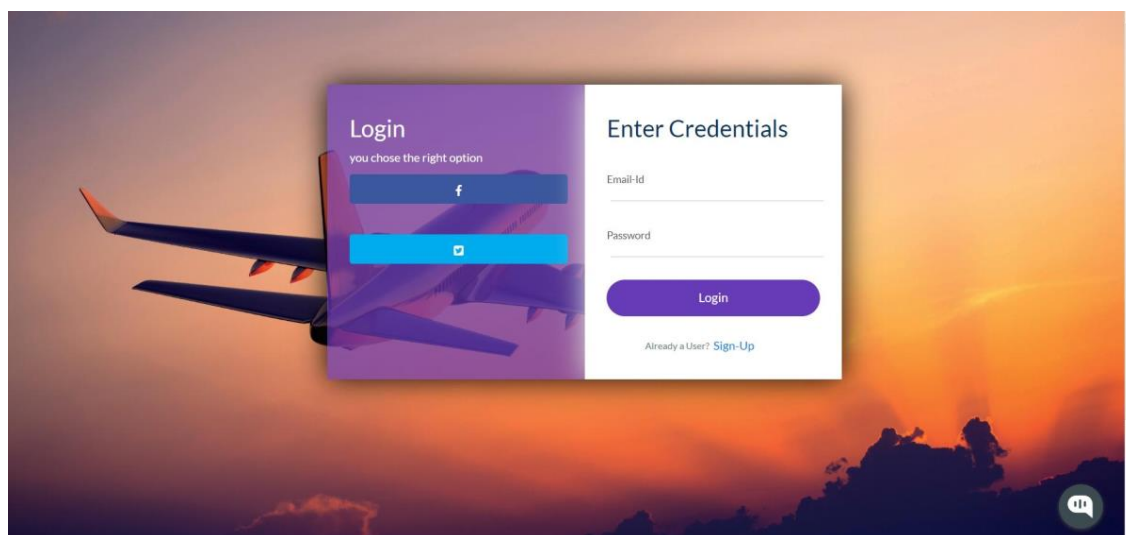 Login
you chose the right option
Enter Credentials
Email-Id
Password
Login
Already a User? Sign-Up